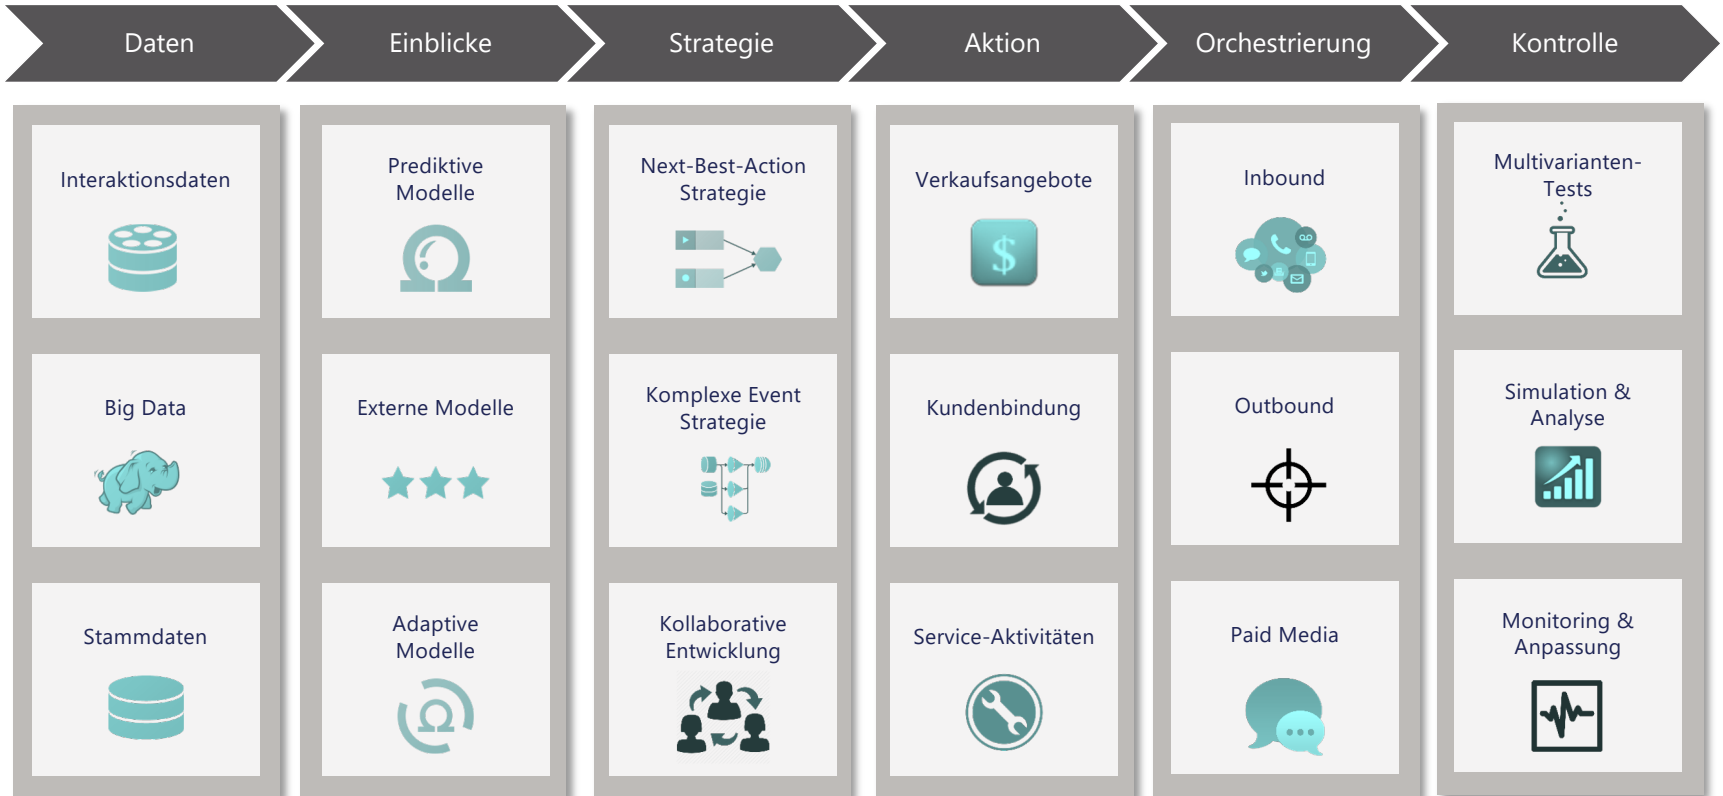 Daten
Einblicke
Strategie
Aktion
Orchestrierung
Kontrolle
Interaktionsdaten
Prediktive
Modelle
Next-Best-Action
Strategie
Verkaufsangebote
$
Inbound
Multivarianten-
Tests
Big Data
Externe Modelle
Komplexe Event
Strategie
Kundenbindung
Outbound
Simulation &
Analyse
Stammdaten
Adaptive
Modelle
Ω
Kollaborative
Entwicklung
Service-Aktivitäten
Paid Media
Monitoring &
Anpassung